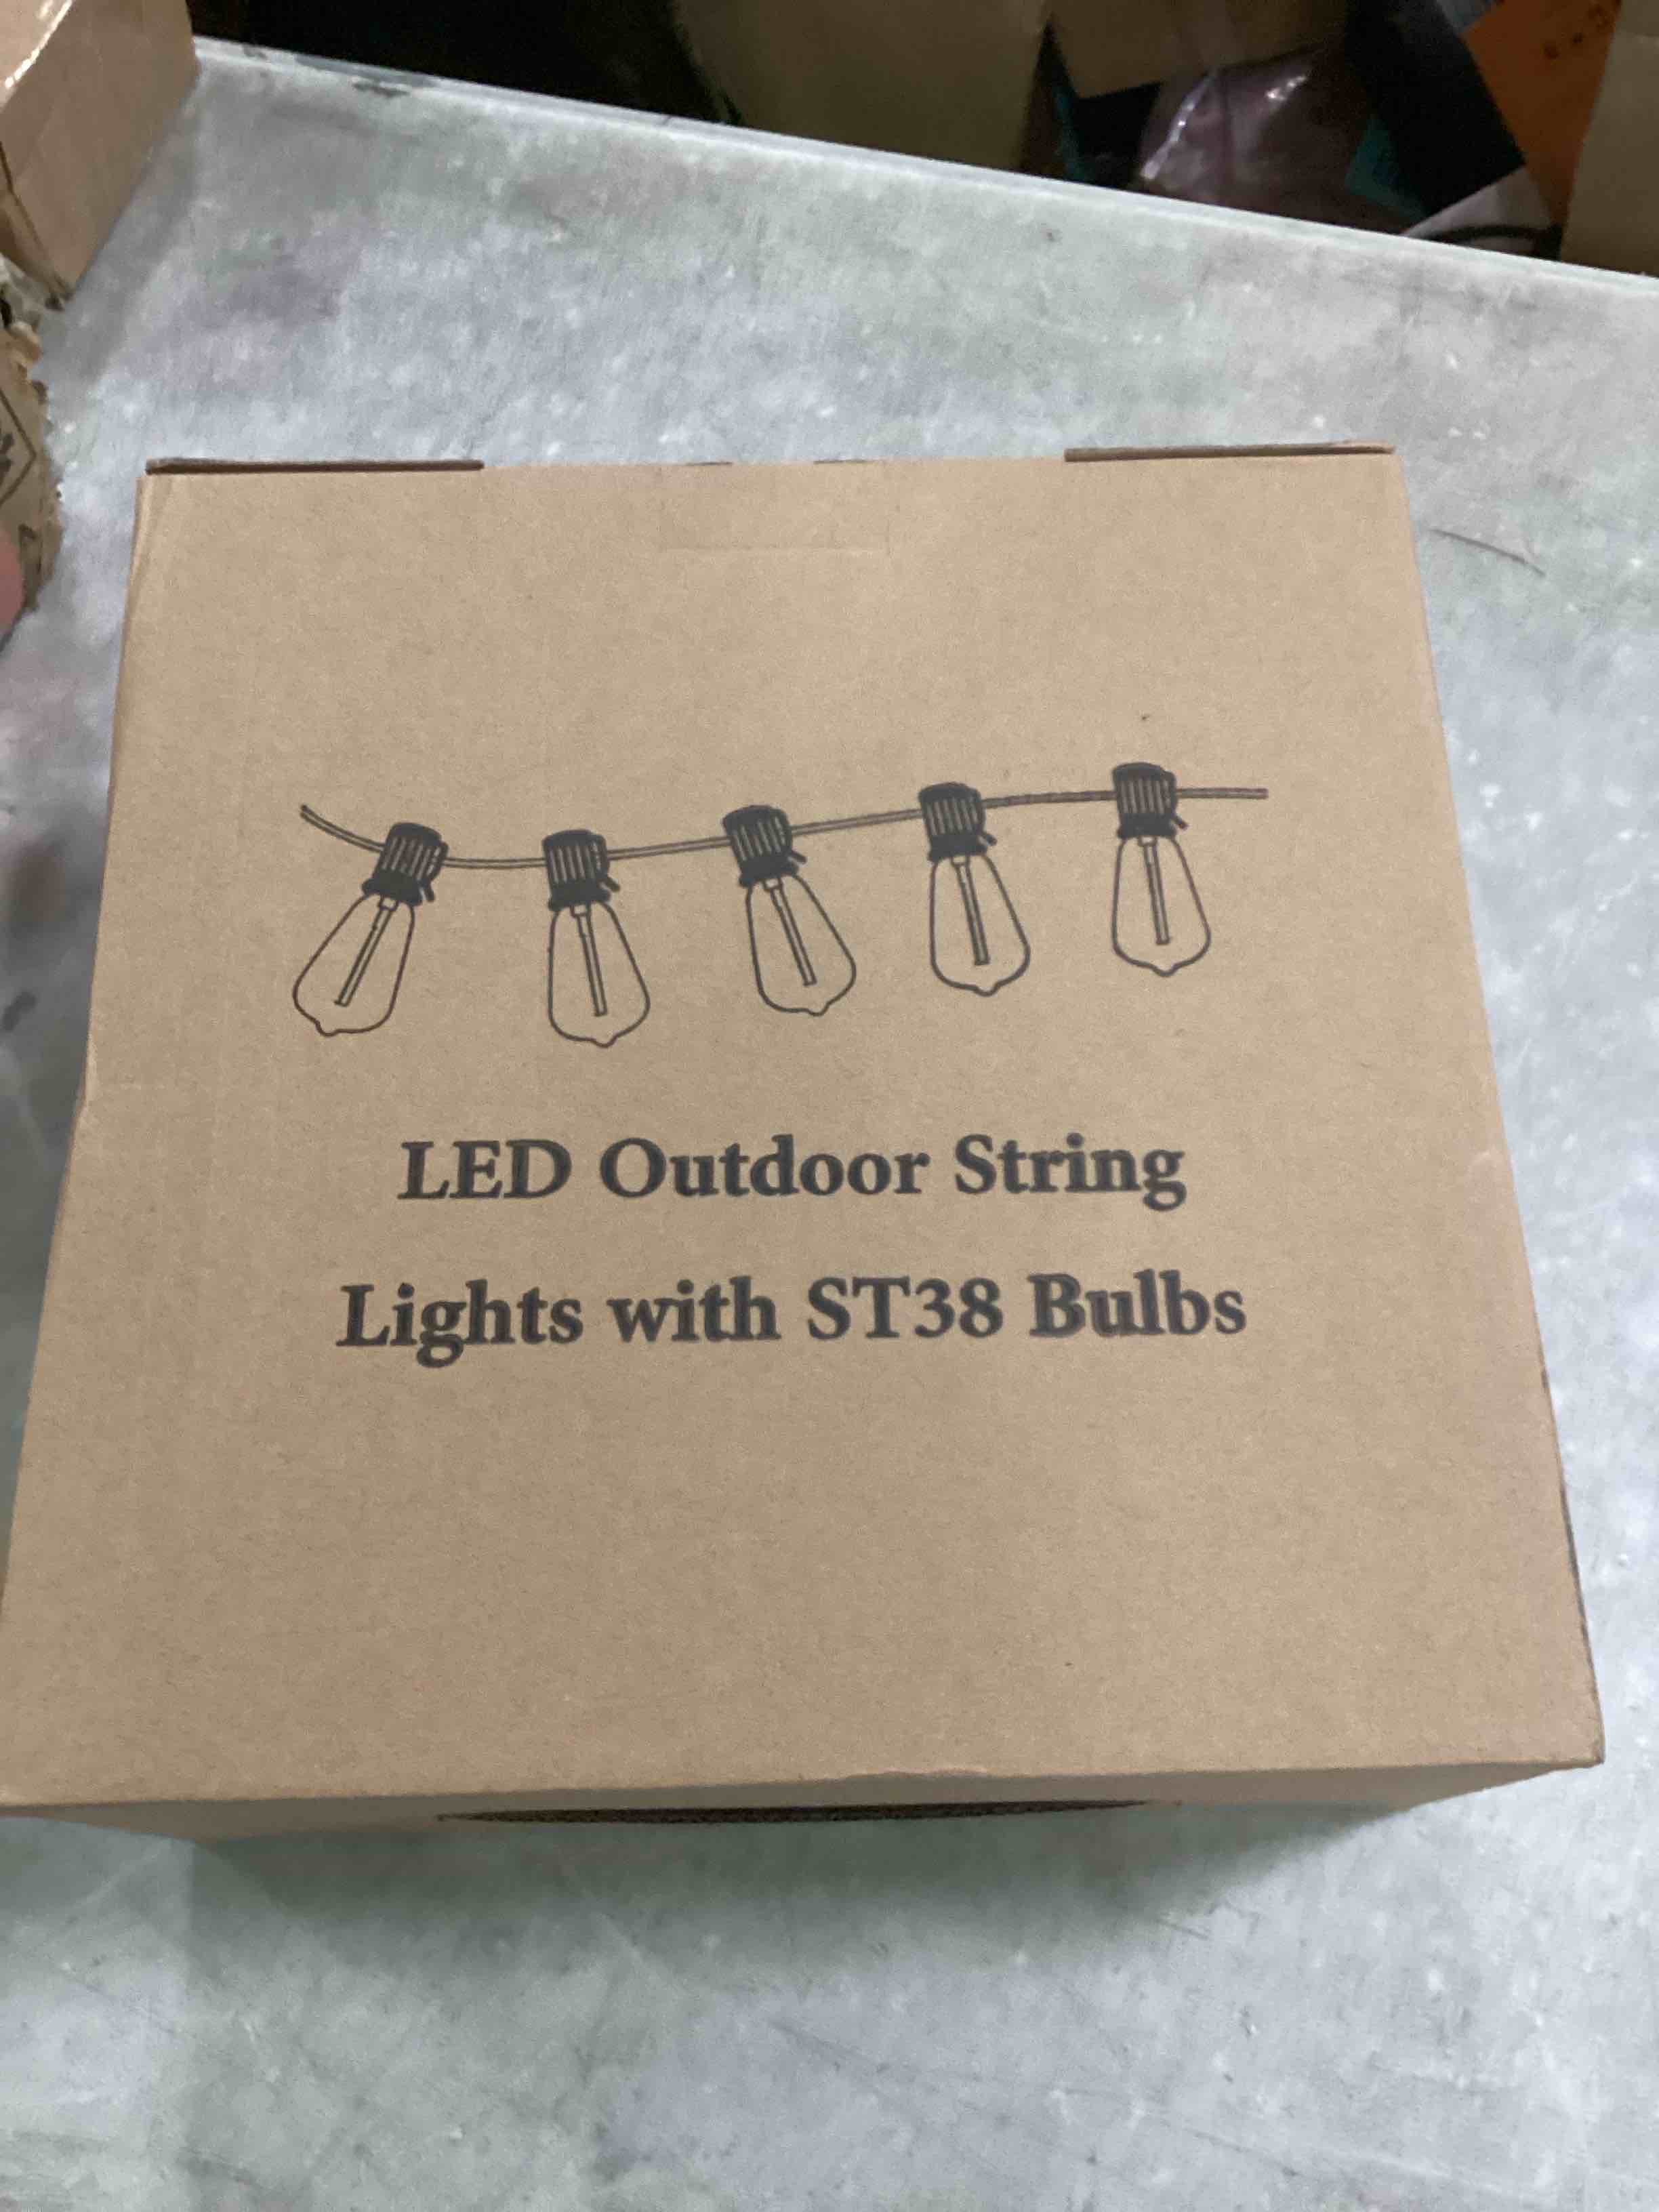 LED Outdoor String
Lights with ST38 Bulbs